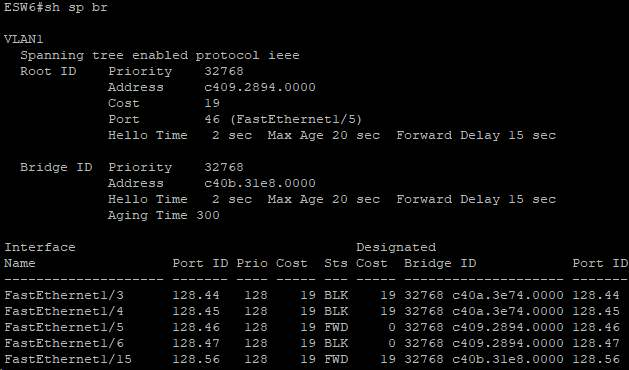 ESW6#sh sp br
VLAN1
  Spanning tree enabled protocol ieee
  Root ID    Priority    32768
             Address     c409.2894.0000
             Cost        19
             Port        46 (FastEthernet1/5)
             Hello Time   2 sec  Max Age 20 sec  Forward Delay 15 sec
  Bridge ID  Priority    32768
             Address     c40b.31e8.0000
             Hello Time   2 sec  Max Age 20 sec  Forward Delay 15 sec
             Aging Time 300
Interface                                   Designated
Name                 Port ID Prio Cost  Sts Cost  Bridge ID            Port ID
-------------------- ------- ---- ----- --- ----- -------------------- -------
FastEthernet1/3      128.44   128    19 BLK    19 32768 c40a.3e74.0000 128.44
FastEthernet1/4      128.45   128    19 BLK    19 32768 c40a.3e74.0000 128.45
FastEthernet1/5      128.46   128    19 FWD     0 32768 c409.2894.0000 128.46
FastEthernet1/6      128.47   128    19 BLK     0 32768 c409.2894.0000 128.47
FastEthernet1/15     128.56   128    19 FWD    19 32768 c40b.31e8.0000 128.56